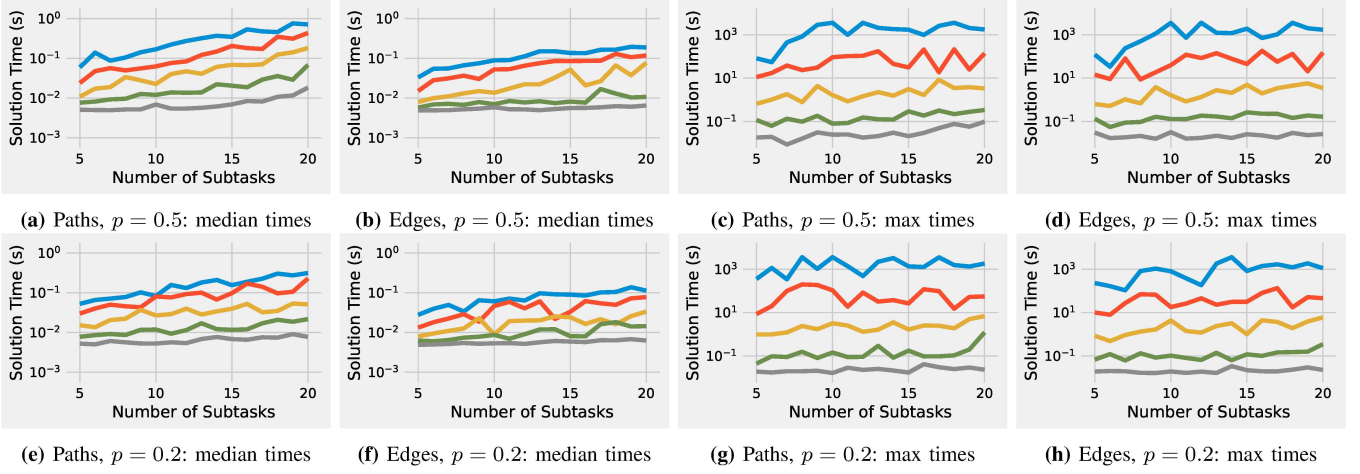 Solution Time (s)
10⁰
10⁻¹
10⁻²
10⁻³
5 10 15 20
Number of Subtasks
(a) Paths, p = 0.5: median times
Solution Time (s)
10⁰
10⁻¹
10⁻²
10⁻³
5 10 15 20
Number of Subtasks
(b) Edges, p = 0.5: median times
Solution Time (s)
10³
10¹
10⁻¹
5 10 15 20
Number of Subtasks
(c) Paths, p = 0.5: max times
Solution Time (s)
10³
10¹
10⁻¹
5 10 15 20
Number of Subtasks
(d) Edges, p = 0.5: max times
Solution Time (s)
10⁰
10⁻¹
10⁻²
10⁻³
5 10 15 20
Number of Subtasks
(e) Paths, p = 0.2: median times
Solution Time (s)
10⁰
10⁻¹
10⁻²
10⁻³
5 10 15 20
Number of Subtasks
(f) Edges, p = 0.2: median times
Solution Time (s)
10³
10¹
10⁻¹
5 10 15 20
Number of Subtasks
(g) Paths, p = 0.2: max times
Solution Time (s)
10³
10¹
10⁻¹
5 10 15 20
Number of Subtasks
(h) Edges, p = 0.2: max times